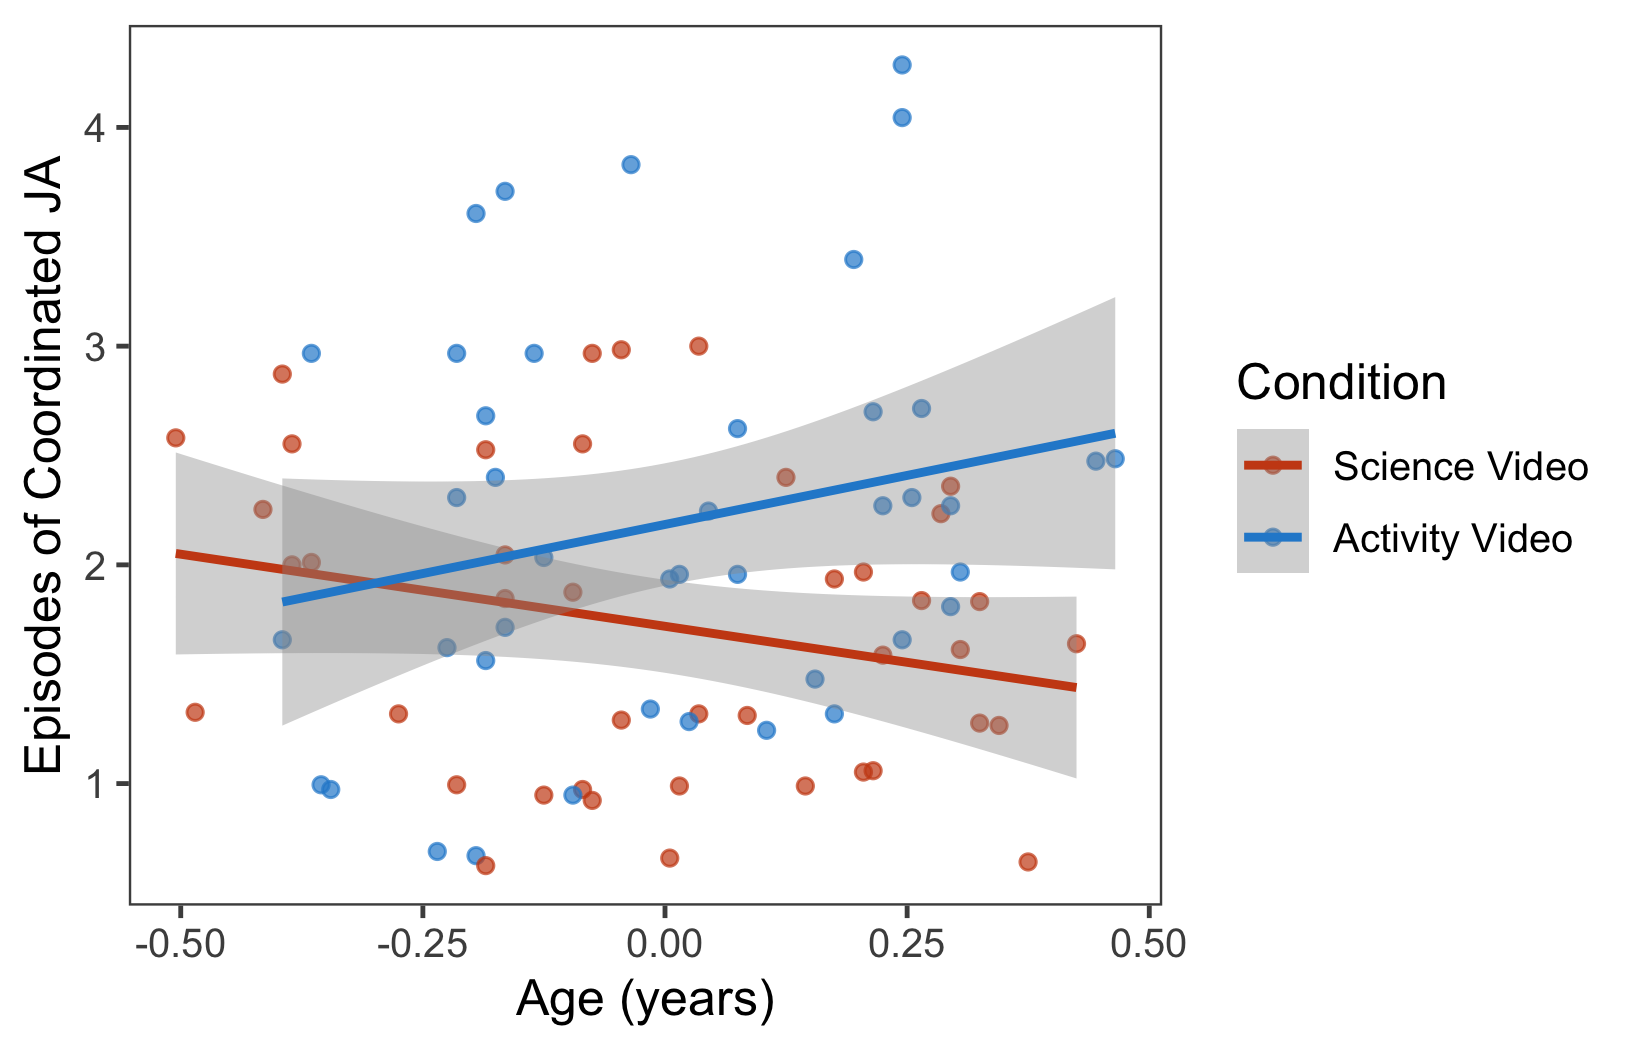 Episodes of Coordinated JA
4
3
2
1
-0.50
-0.25
0.00
0.25
0.50
Age (years)
Condition
Science Video
Activity Video